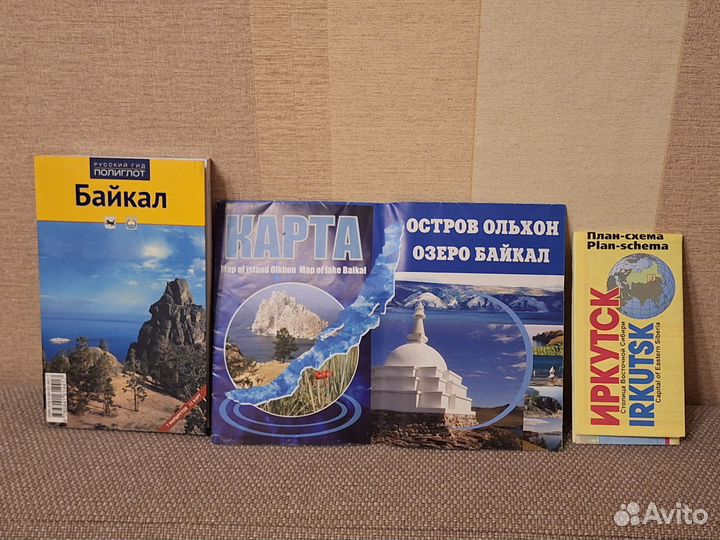 РУССКИЙ ГИД
ПОЛИГЛОТ
Байкал
КАРТА
Map of island Olkhon Map of lake Baikal
ОСТРОВ ОЛЬХОН
ОЗЕРО БАЙКАЛ
План-схема
Plan-schema
ИРКУТСК
Столица Восточной Сибири
IRKUTSK
Capital of Eastern Siberia
Avito